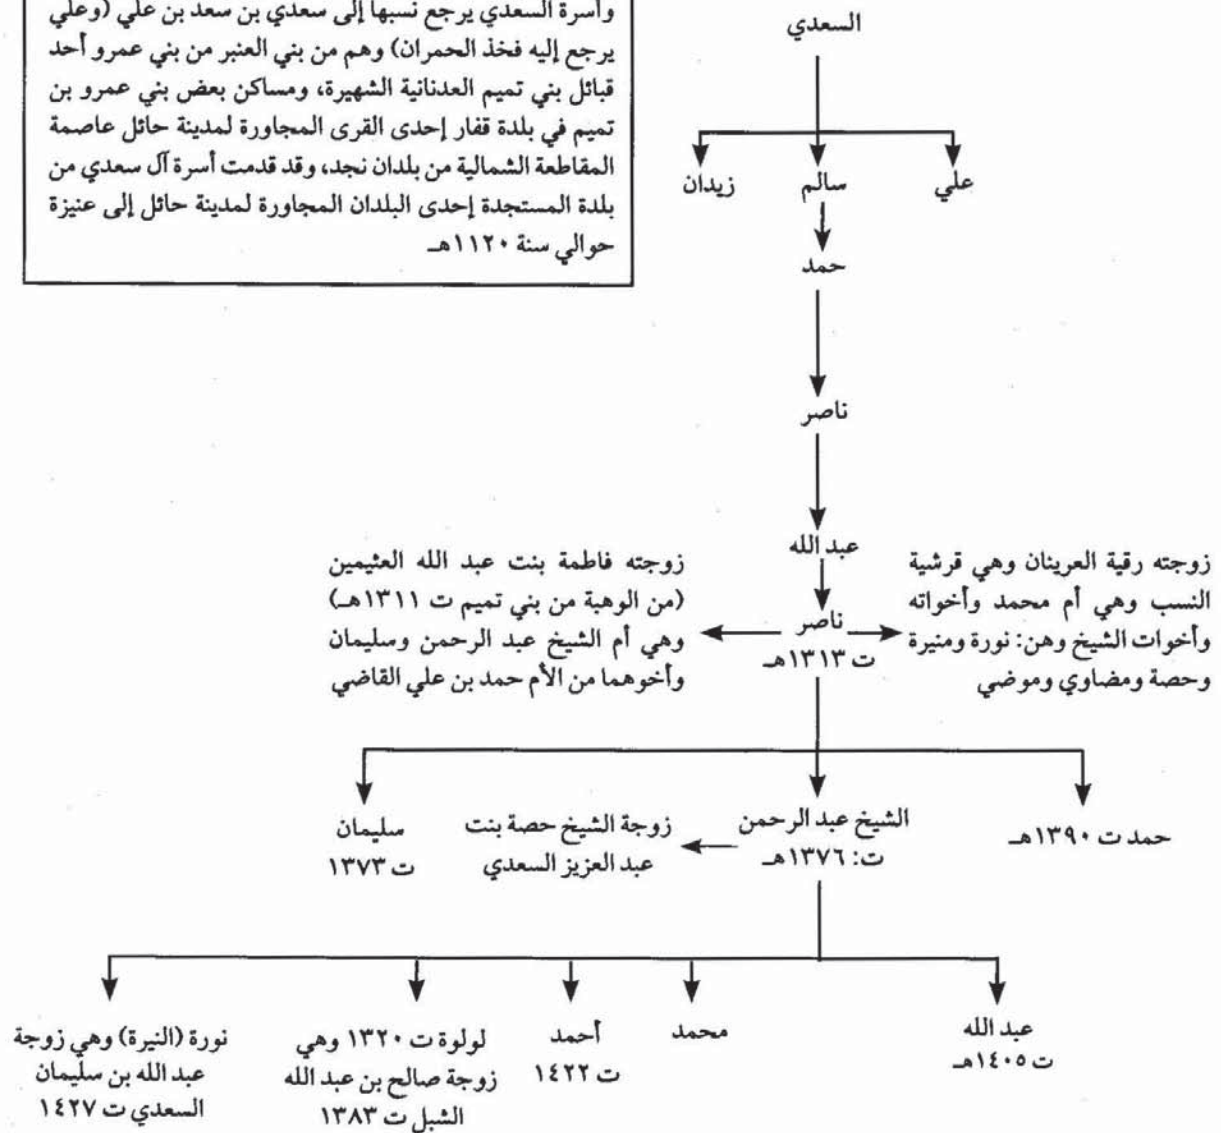 وأسرة السعدي يرجع نسبها إلى سعدي بن سعد بن علي (وعلي
يرجع إليه فخذ الحمران) وهم من بني العنبر من بني عمرو أحد
قبائل بني تميم العدنانية الشهيرة، ومساكن بعض بني عمرو بن
تميم في بلدة قفار إحدى القرى المجاورة لمدينة حائل عاصمة
المقاطعة الشمالية من بلدان نجد، وقد قدمت أسرة آل سعدي من
بلدة المستجدة إحدى البلدان المجاورة لمدينة حائل إلى عنيزة
حوالي سنة ١١٢٠هـ
السعدي
علي
سالم
زيدان
حمد
ناصر
عبد الله
ناصر
ت ١٣١٣هـ
زوجته رقية العرينان وهي قرشية
النسب وهي أم محمد وأخواته
وأخوات الشيخ وهن: نورة ومنيرة
وحصة ومضاوي وموضي
زوجته فاطمة بنت عبد الله العثيمين
(من الوهبة من بني تميم ت ١٣١١هـ)
وهي أم الشيخ عبد الرحمن وسليمان
وأخوهما من الأم حمد بن علي القاضي
حمد ت ١٣٩٠هـ
الشيخ عبد الرحمن
ت: ١٣٧٦هـ
زوجة الشيخ حصة بنت
عبد العزيز السعدي
سليمان
ت ١٣٧٣
عبد الله
ت ١٤٠٥هـ
محمد
أحمد
ت ١٤٢٢
لولوة ت ١٣٢٠ وهي
زوجة صالح بن عبد الله
الشبل ت ١٣٨٣
نورة (النيرة) وهي زوجة
عبد الله بن سليمان
السعدي ت ١٤٢٧